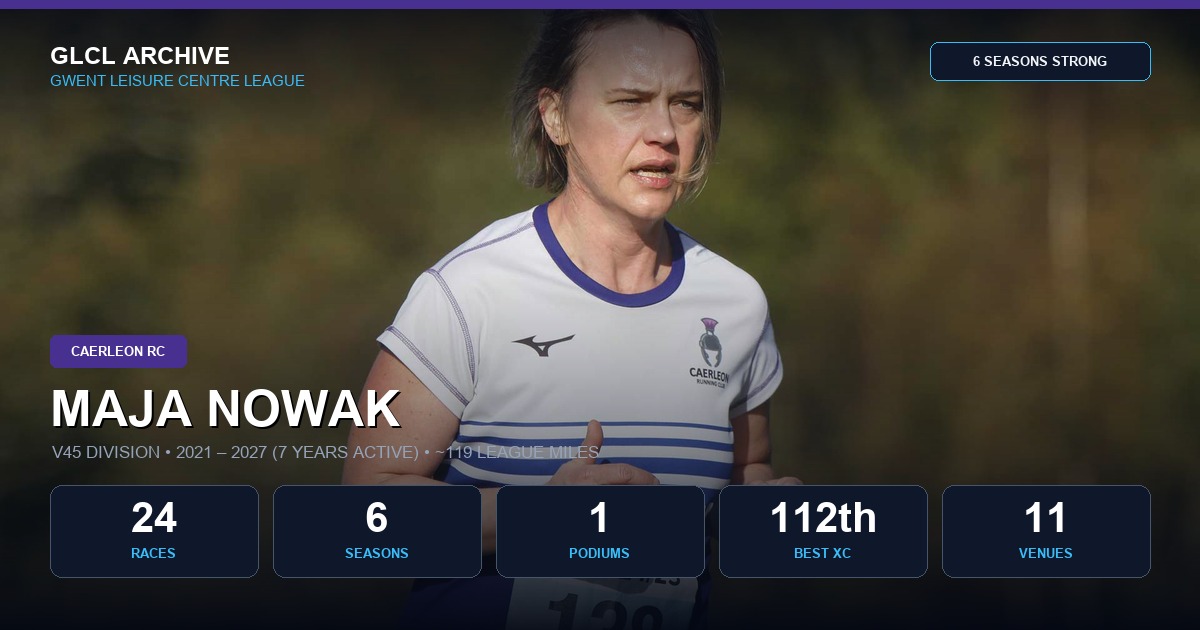 GLCL ARCHIVE
GWENT LEISURE CENTRE LEAGUE
6 SEASONS STRONG
CAERLEON
RUNNING CLUB
CAERLEON RC
MAJA NOWAK
V45 DIVISION • 2021 – 2027 (7 YEARS ACTIVE) • ~119 LEAGUE MILES
24
RACES
6
SEASONS
1
PODIUMS
112th
BEST XC
11
VENUES